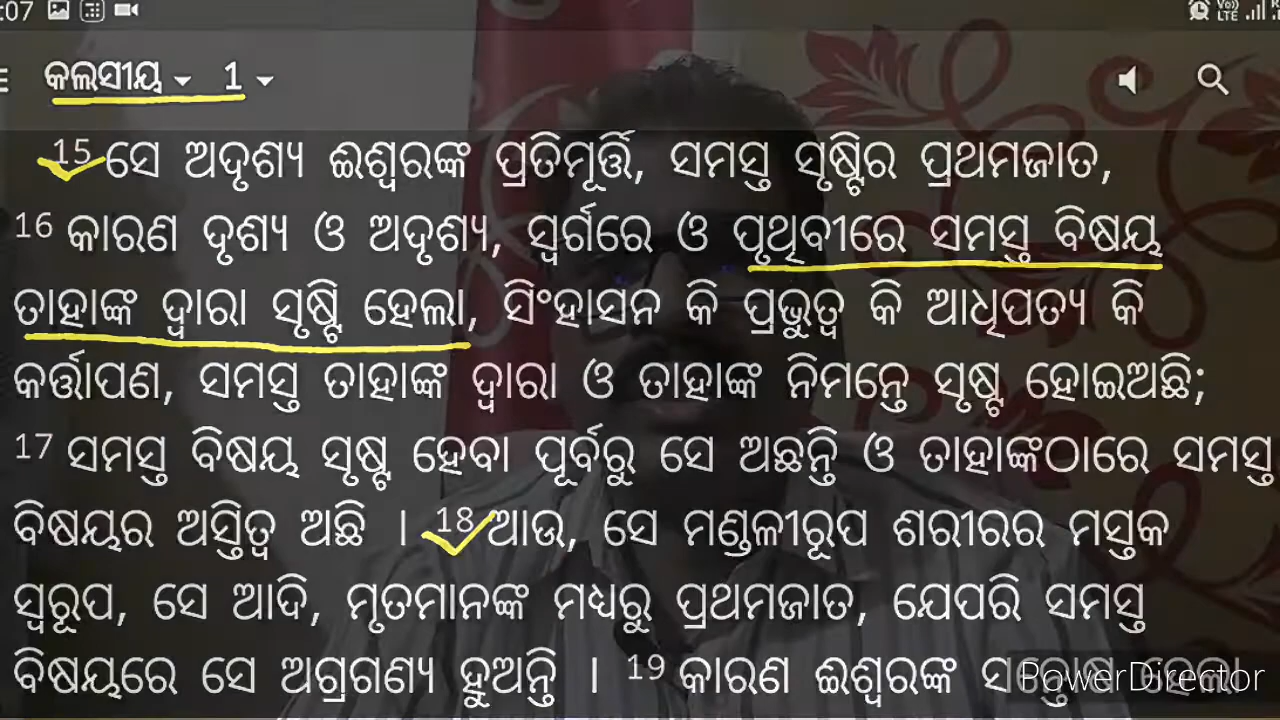 :07 VoLTE
କଲସୀୟ 1
15 ସେ ଅଦୃଶ୍ୟ ଈଶ୍ୱରଙ୍କ ପ୍ରତିମୂର୍ତ୍ତି, ସମସ୍ତ ସୃଷ୍ଟିର ପ୍ରଥମଜାତ,
16 କାରଣ ଦୃଶ୍ୟ ଓ ଅଦୃଶ୍ୟ, ସ୍ୱର୍ଗରେ ଓ ପୃଥିବୀରେ ସମସ୍ତ ବିଷୟ
ତାହାଙ୍କ ଦ୍ୱାରା ସୃଷ୍ଟି ହେଲା, ସିଂହାସନ କି ପ୍ରଭୁତ୍ୱ କି ଆଧିପତ୍ୟ କି
କର୍ତ୍ତାପଣ, ସମସ୍ତ ତାହାଙ୍କ ଦ୍ୱାରା ଓ ତାହାଙ୍କ ନିମନ୍ତେ ସୃଷ୍ଟ ହୋଇଅଛି;
17 ସମସ୍ତ ବିଷୟ ସୃଷ୍ଟ ହେବା ପୂର୍ବରୁ ସେ ଅଛନ୍ତି ଓ ତାହାଙ୍କଠାରେ ସମସ୍ତ
ବିଷୟର ଅସ୍ତିତ୍ୱ ଅଛି । 18 ଆଉ, ସେ ମଣ୍ଡଳୀରୂପ ଶରୀରର ମସ୍ତକ
ସ୍ୱରୂପ, ସେ ଆଦି, ମୃତମାନଙ୍କ ମଧ୍ୟରୁ ପ୍ରଥମଜାତ, ଯେପରି ସମସ୍ତ
ବିଷୟରେ ସେ ଅଗ୍ରଗଣ୍ୟ ହୁଅନ୍ତି । 19 କାରଣ ଈଶ୍ୱରଙ୍କ
PowerDirector